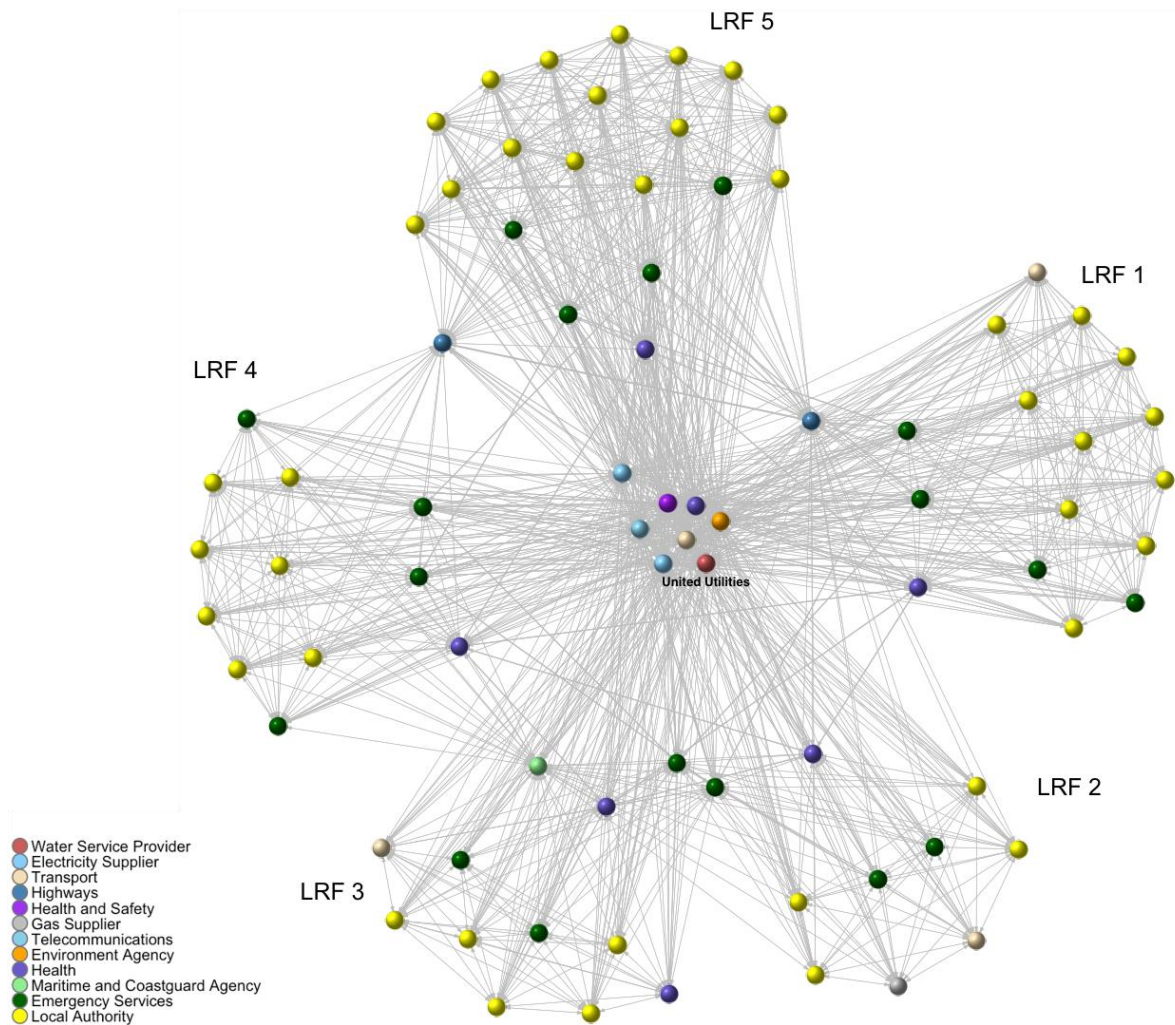 LRF 5
LRF 1
LRF 4
United Utilities
LRF 2
LRF 3
Water Service Provider
Electricity Supplier
Transport
Highways
Health and Safety
Gas Supplier
Telecommunications
Environment Agency
Health
Maritime and Coastguard Agency
Emergency Services
Local Authority